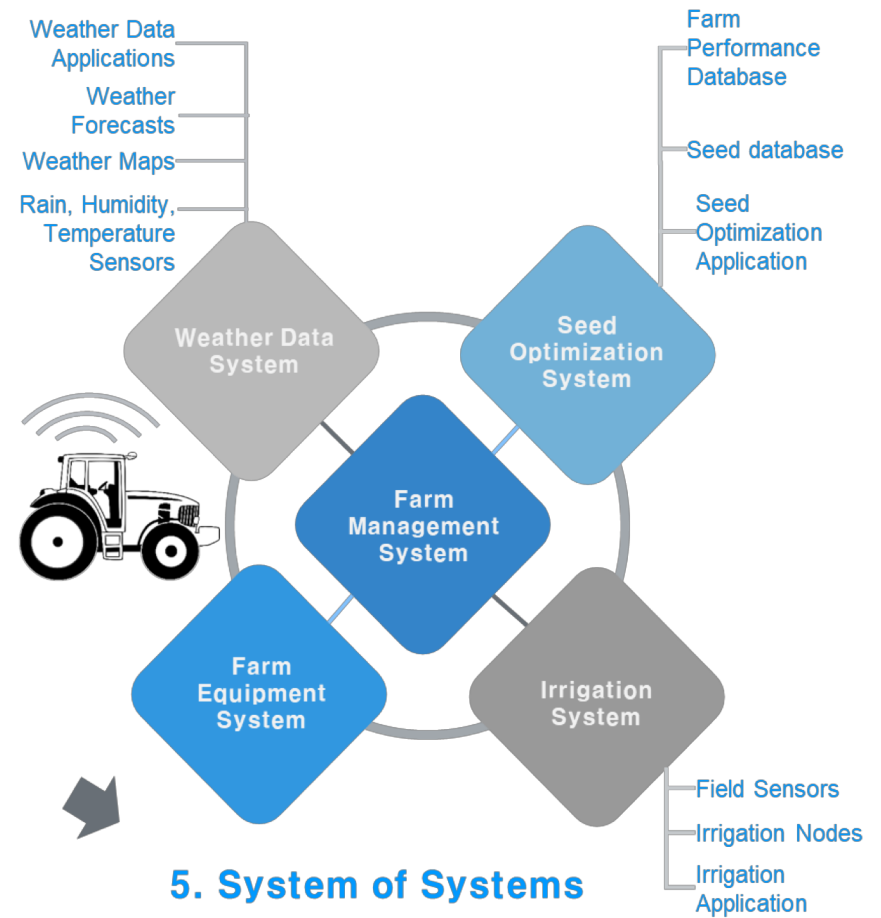 Weather Data
Applications
Weather
Forecasts
Weather Maps
Rain, Humidity,
Temperature
Sensors
Farm
Performance
Database
Seed database
Seed
Optimization
Application
Weather Data
System
Seed
Optimization
System
Farm
Management
System
Farm
Equipment
System
Irrigation
System
Field Sensors
Irrigation Nodes
Irrigation
Application
5. System of Systems